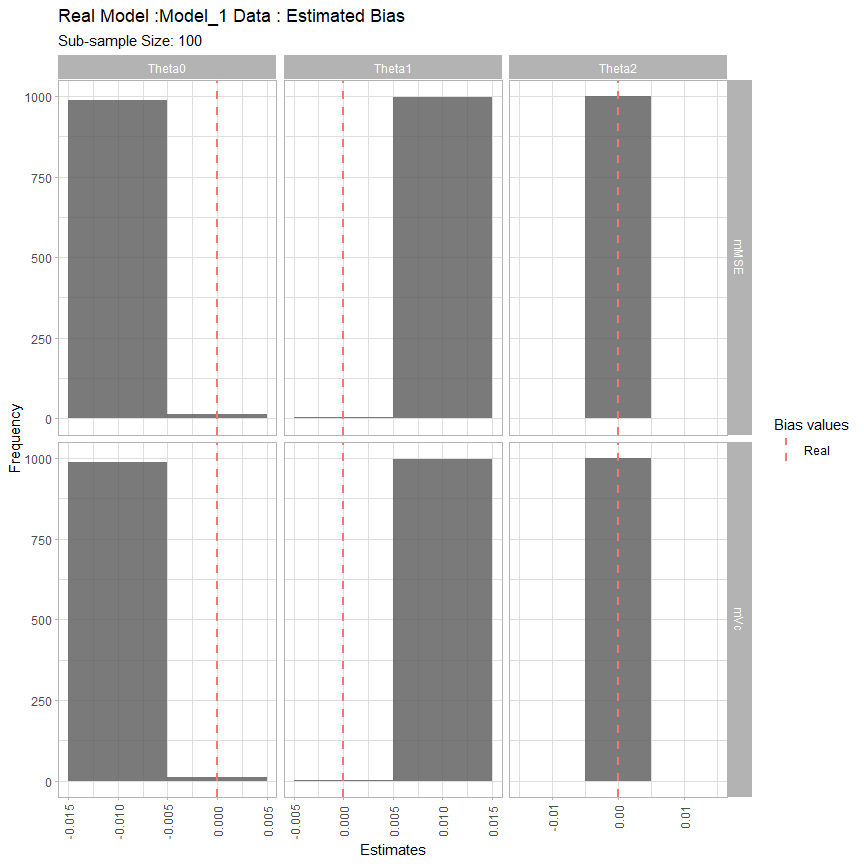 Real Model :Model_1 Data : Estimated Bias
Sub-sample Size: 100
Theta0 Theta1 Theta2
1000
750
500
250
0
mMSE
1000
750
500
250
0
mVc
Frequency
-0.015 -0.010 -0.005 0.000 0.005 -0.005 0.000 0.005 0.010 0.015 -0.01 0.00 0.01
Estimates
Bias values
Real